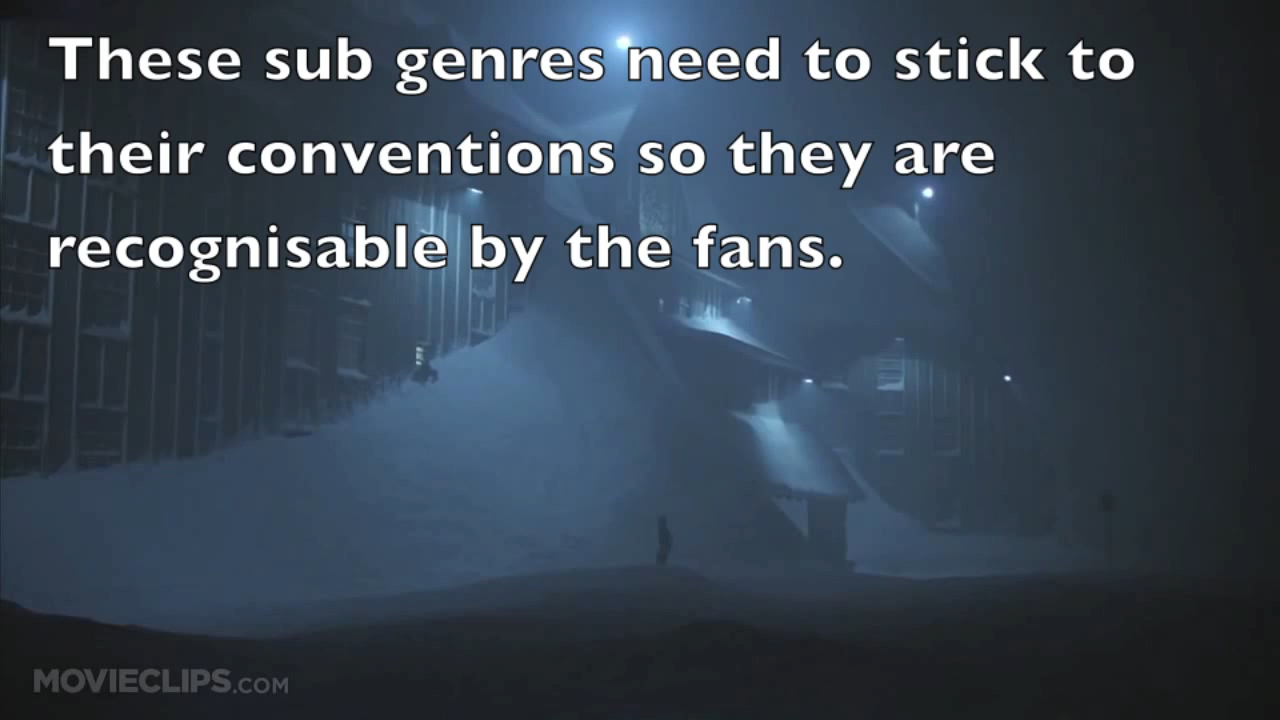 These sub genres need to stick to
their conventions so they are
recognisable by the fans.
MOVIECLIPS.COM